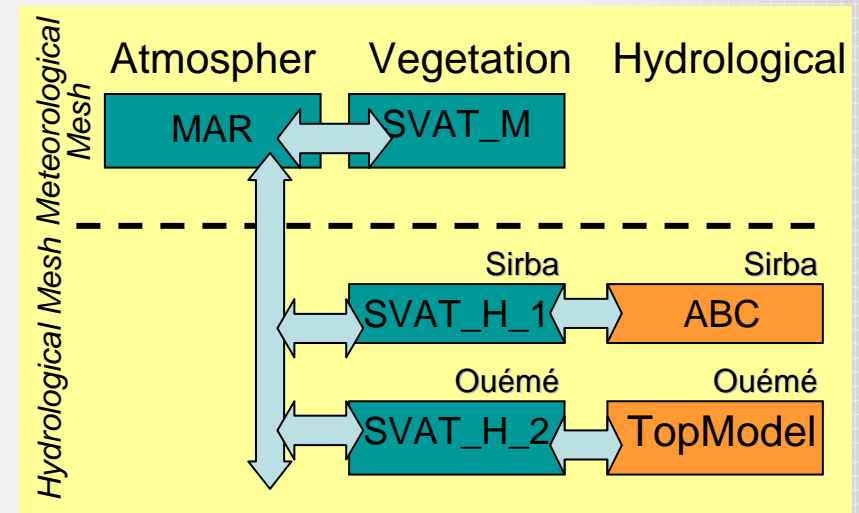 Atmospher Vegetation Hydrological
Meteorological
Mesh
MAR SVAT_M
Hydrological Mesh
Sirba Sirba
SVAT_H_1 ABC
Ouémé Ouémé
SVAT_H_2 TopModel